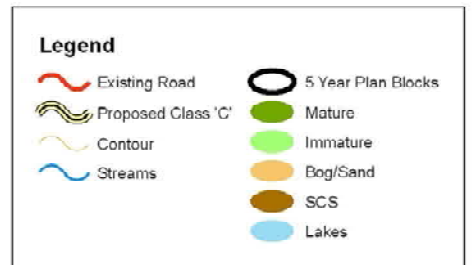 Legend
Existing Road
Proposed Class 'C'
Contour
Streams
5 Year Plan Blocks
Mature
Immature
Bog/Sand
SCS
Lakes